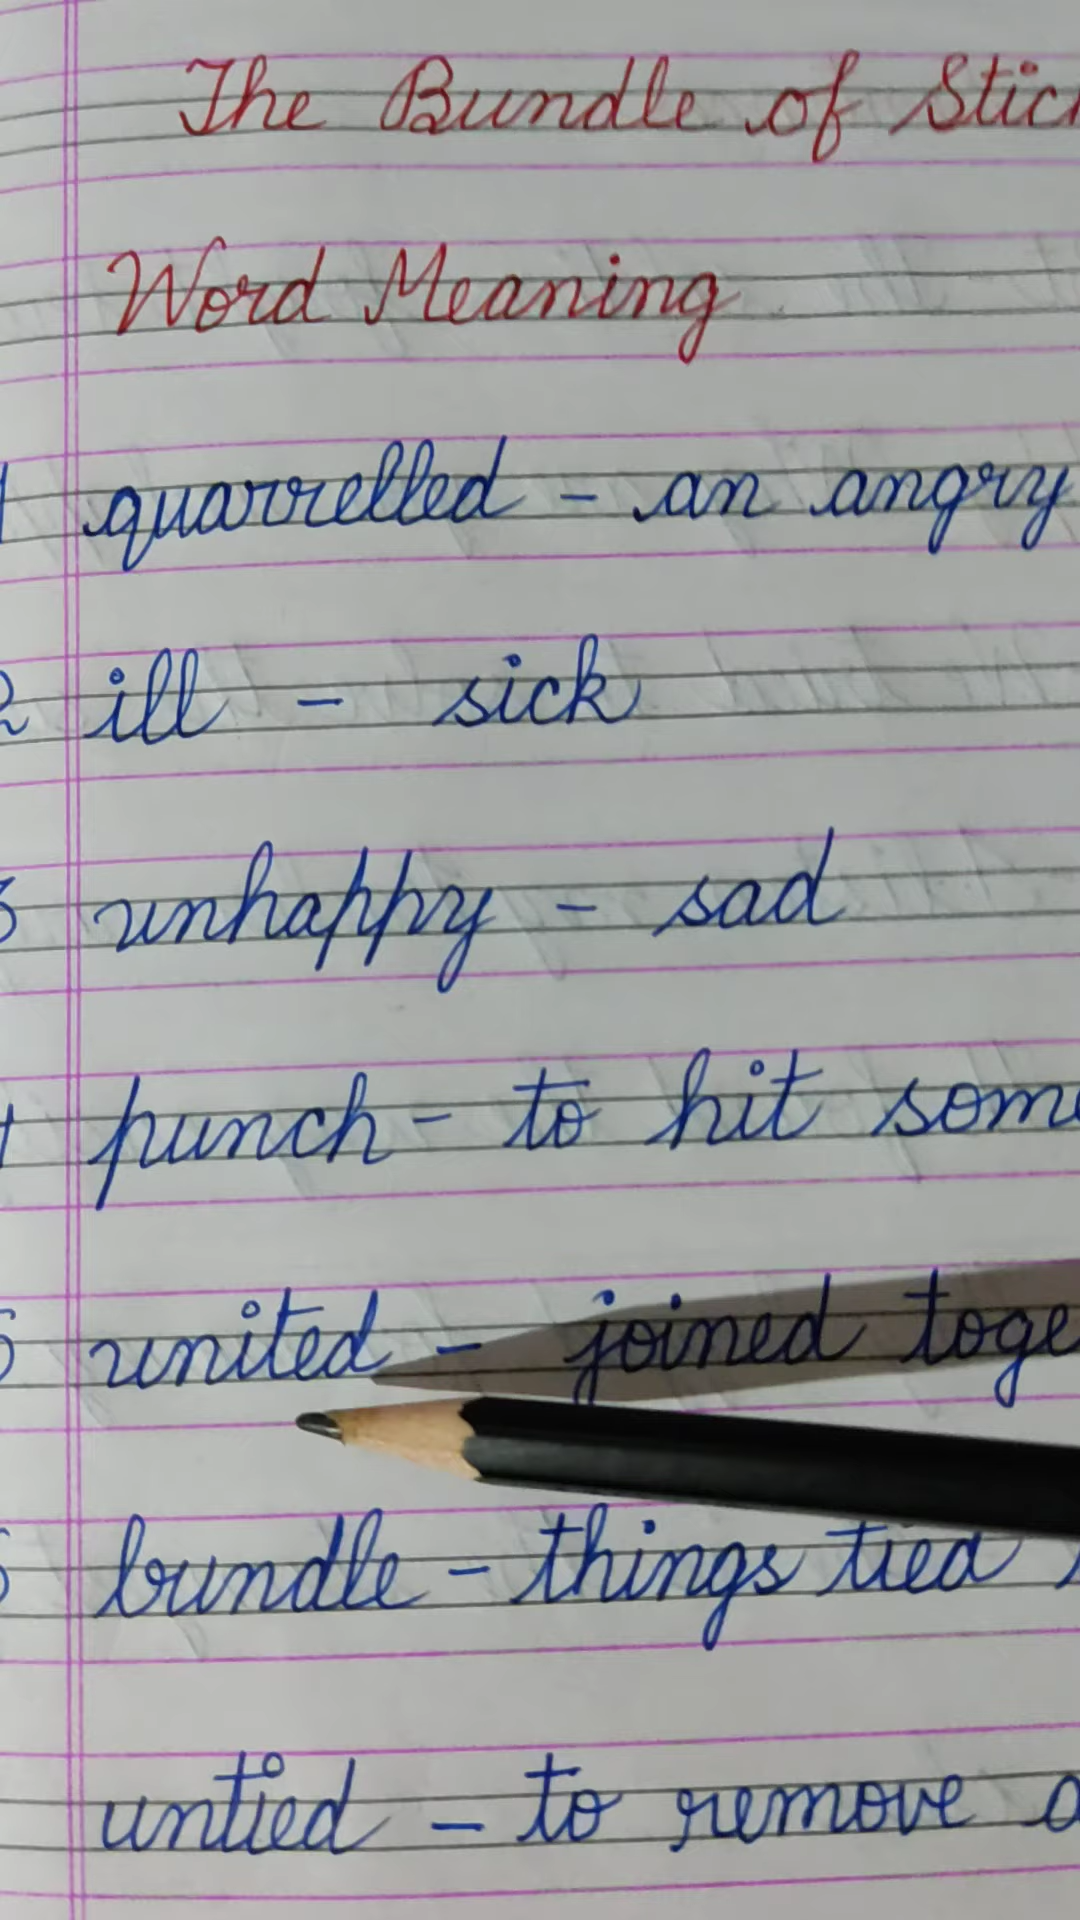 The Bundle of Stic
Word Meaning
1 quarrelled - an angry
2 ill - sick
3 unhappy - sad
4 punch - to hit some
5 united - joined toge
6 bundle - things tied
untied - to remove a